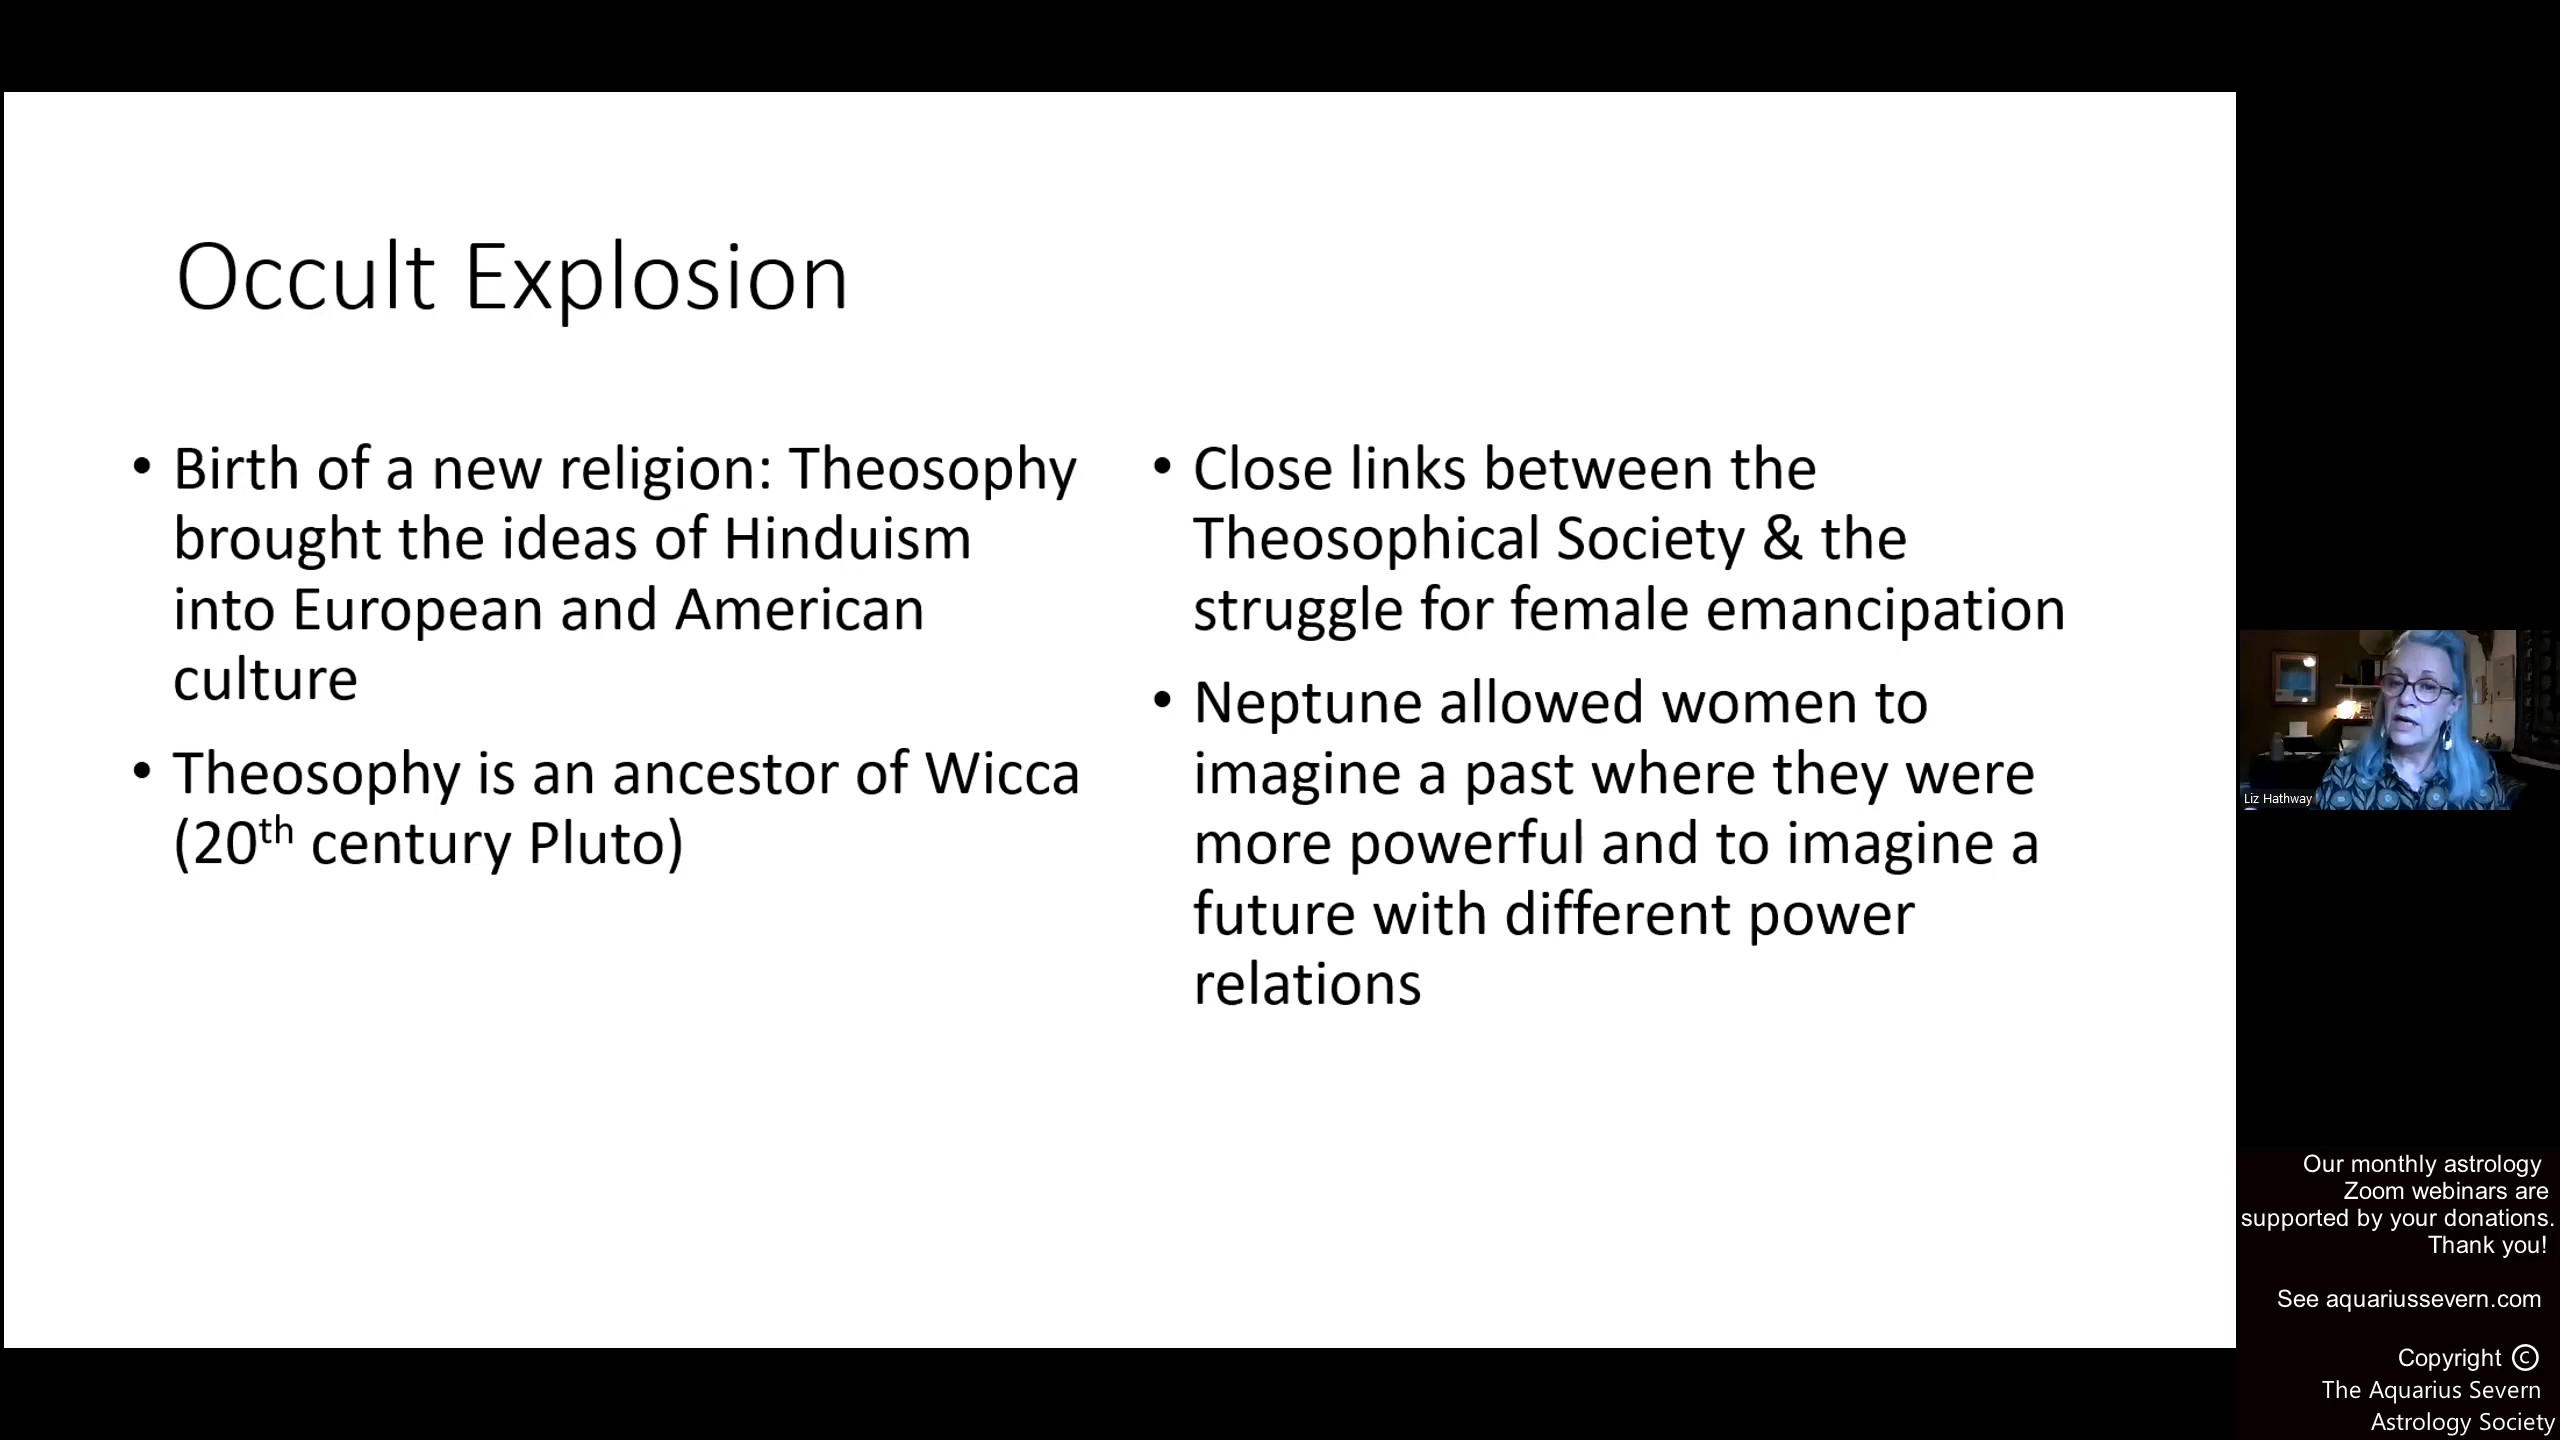 Occult Explosion
• Birth of a new religion: Theosophy
brought the ideas of Hinduism
into European and American
culture
• Theosophy is an ancestor of Wicca
(20th century Pluto)
• Close links between the
Theosophical Society & the
struggle for female emancipation
• Neptune allowed women to
imagine a past where they were
more powerful and to imagine a
future with different power
relations
Liz Hathway
Our monthly astrology
Zoom webinars are
supported by your donations.
Thank you!
See aquariussevern.com
Copyright ©
The Aquarius Severn
Astrology Society